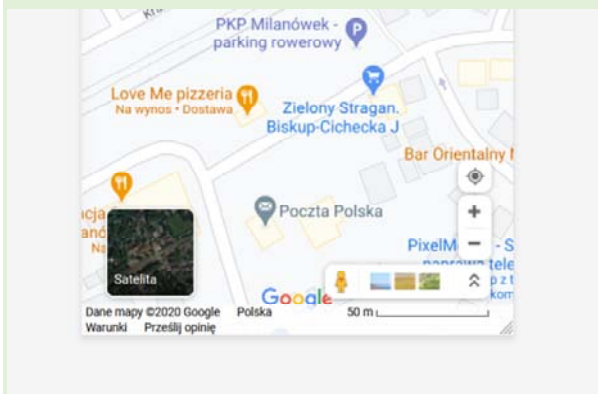 PKP Milanówek -
parking rowerowy
Love Me pizzeria
Na wynos • Dostawa
Zielony Stragan.
Biskup-Cichecka J
Bar Orientalny
Poczta Polska
Satelita
Google
Dane mapy ©2020 Google Polska 50 m
Warunki Prześlij opinię